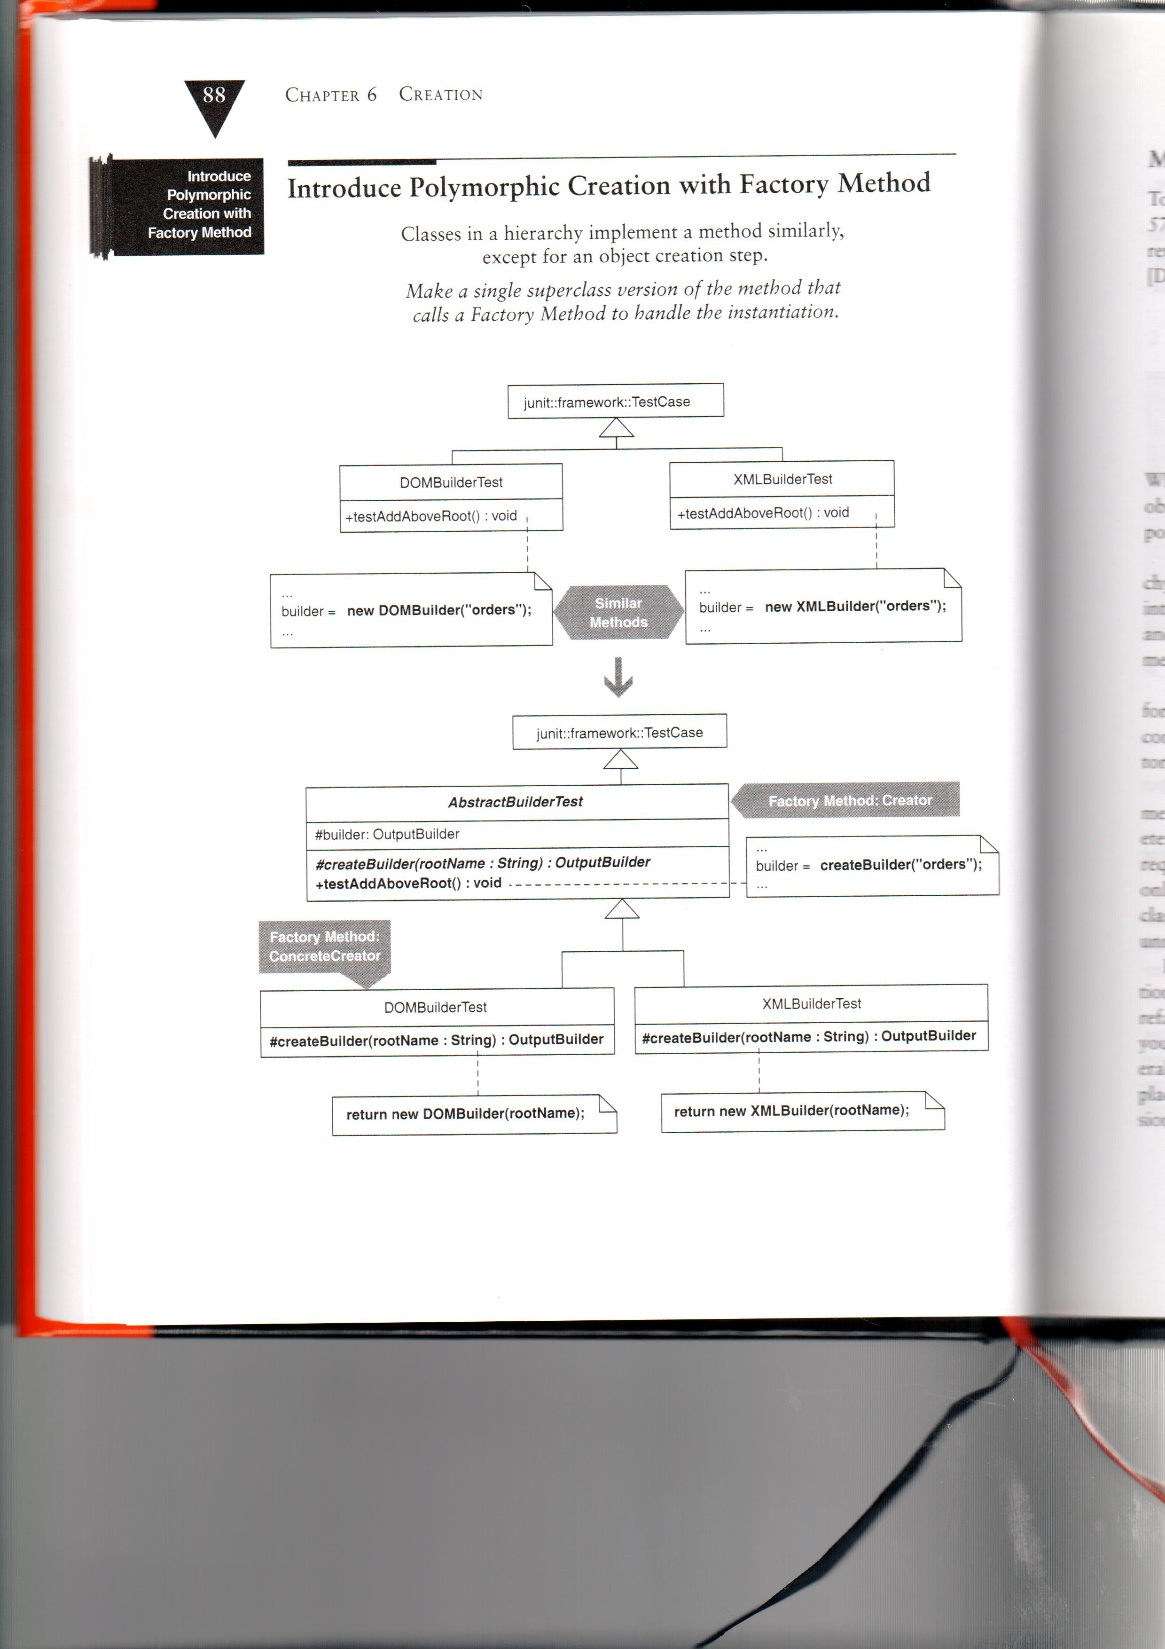 88
CHAPTER 6 CREATION
Introduce
Polymorphic
Creation with
Factory Method
Introduce Polymorphic Creation with Factory Method
Classes in a hierarchy implement a method similarly,
except for an object creation step.
Make a single superclass version of the method that
calls a Factory Method to handle the instantiation.
junit::framework::TestCase
DOMBuilderTest
+testAddAboveRoot() : void
XMLBuilderTest
+testAddAboveRoot() : void
...
builder = new DOMBuilder("orders");
...
Similar
Methods
...
builder = new XMLBuilder("orders");
...
junit::framework::TestCase
AbstractBuilderTest
#builder: OutputBuilder
#createBuilder(rootName : String) : OutputBuilder
+testAddAboveRoot() : void
Factory Method: Creator
...
builder = createBuilder("orders");
...
Factory Method:
ConcreteCreator
DOMBuilderTest
#createBuilder(rootName : String) : OutputBuilder
XMLBuilderTest
#createBuilder(rootName : String) : OutputBuilder
return new DOMBuilder(rootName);
return new XMLBuilder(rootName);